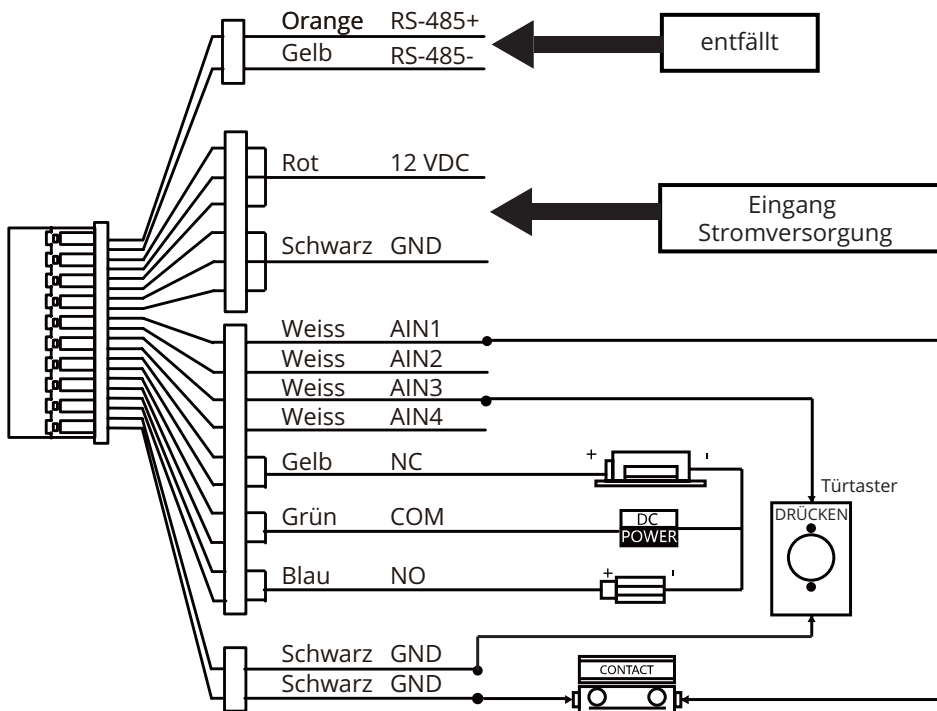 Orange RS-485+
Gelb RS-485-
entfällt
Rot 12 VDC
Eingang
Stromversorgung
Schwarz GND
Weiss AIN1
Weiss AIN2
Weiss AIN3
Weiss AIN4
Gelb NC
+ -
Türtaster
DRÜCKEN
Grün COM
DC
POWER
Blau NO
+ -
Schwarz GND
Schwarz GND
CONTACT